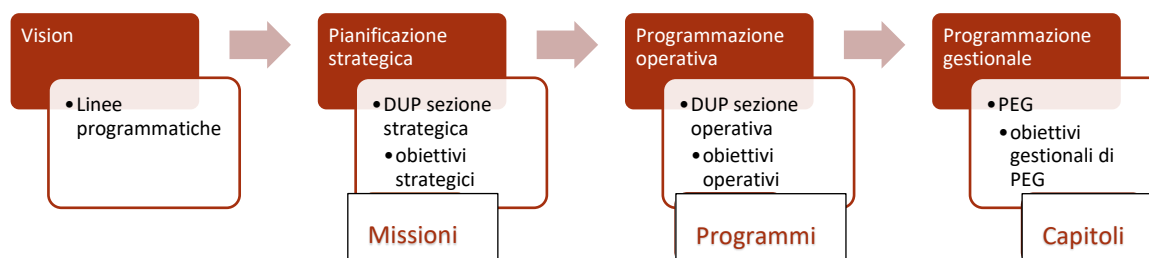 Vision
• Linee
programmatiche
Pianificazione
strategica
• DUP sezione
strategica
• obiettivi
strategici
Missioni
Programmazione
operativa
• DUP sezione
operativa
• obiettivi
operativi
Programmi
Programmazione
gestionale
• PEG
• obiettivi
gestionali di
PEG
Capitoli